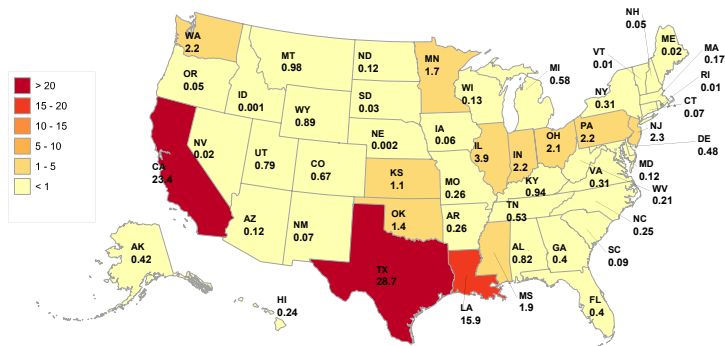 NH
0.05
ME
0.02
MA
0.17
VT
0.01
RI
0.01
CT
0.07
NY
0.31
NJ
2.3
DE
0.48
MD
0.12
WV
0.21
NC
0.25
SC
0.09
WA
2.2
MT
0.98
ND
0.12
MN
1.7
MI
0.58
WI
0.13
OR
0.05
ID
0.001
WY
0.89
SD
0.03
IA
0.06
NE
0.002
IL
3.9
IN
2.2
OH
2.1
PA
2.2
> 20
15 - 20
10 - 15
5 - 10
1 - 5
< 1
CA
23.4
NV
0.02
UT
0.79
CO
0.67
KS
1.1
MO
0.26
KY
0.94
VA
0.31
TN
0.53
AZ
0.12
NM
0.07
OK
1.4
AR
0.26
AL
0.82
GA
0.4
TX
28.7
LA
15.9
MS
1.9
FL
0.4
AK
0.42
HI
0.24